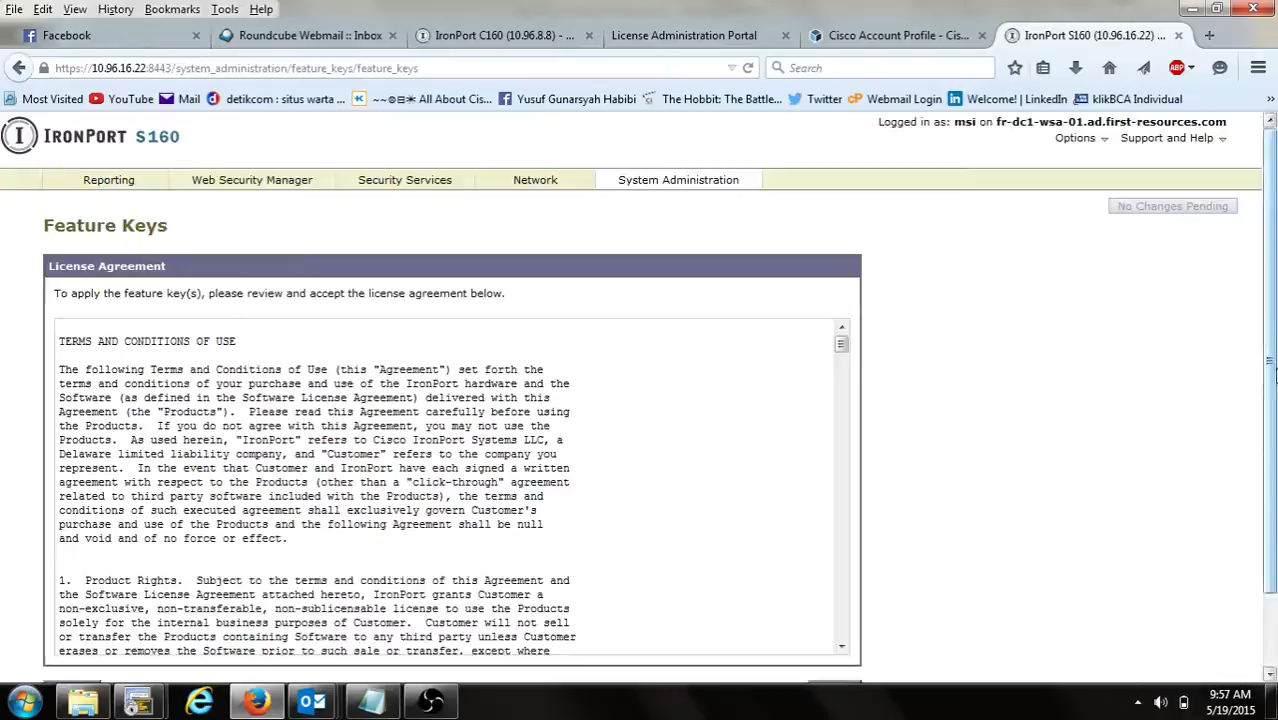 File Edit View History Bookmarks Tools Help
Facebook
Roundcube Webmail :: Inbox
IronPort C160 (10.96.8.8) - ...
License Administration Portal
Cisco Account Profile - Cis...
IronPort S160 (10.96.16.22) ...
https://10.96.16.22:8443/system_administration/feature_keys/feature_keys
Search
ABP
Most Visited YouTube Mail detikcom : situs warta ... ~~⊙⊟☀ All About Cis... Yusuf Gunarsyah Habibi The Hobbit: The Battle... Twitter Webmail Login Welcome! | LinkedIn klikBCA Individual
IRONPORT S160
Logged in as: msi on fr-dc1-wsa-01.ad.first-resources.com
Options Support and Help
Reporting Web Security Manager Security Services Network System Administration
No Changes Pending
Feature Keys
License Agreement
To apply the feature key(s), please review and accept the license agreement below.
TERMS AND CONDITIONS OF USE
The following Terms and Conditions of Use (this "Agreement") set forth the
terms and conditions of your purchase and use of the IronPort hardware and the
Software (as defined in the Software License Agreement) delivered with this
Agreement (the "Products"). Please read this Agreement carefully before using
the Products. If you do not agree with this Agreement, you may not use the
Products. As used herein, "IronPort" refers to Cisco IronPort Systems LLC, a
Delaware limited liability company, and "Customer" refers to the company you
represent. In the event that Customer and IronPort have each signed a written
agreement with respect to the Products (other than a "click-through" agreement
related to third party software included with the Products), the terms and
conditions of such executed agreement shall exclusively govern Customer's
purchase and use of the Products and the following Agreement shall be null
and void and of no force or effect.
1. Product Rights. Subject to the terms and conditions of this Agreement and
the Software License Agreement attached hereto, IronPort grants Customer a
non-exclusive, non-transferable, non-sublicensable license to use the Products
solely for the internal business purposes of Customer. Customer will not sell
or transfer the Products containing Software to any third party unless Customer
erases or removes the Software prior to such sale or transfer, except where
9:57 AM
5/19/2015